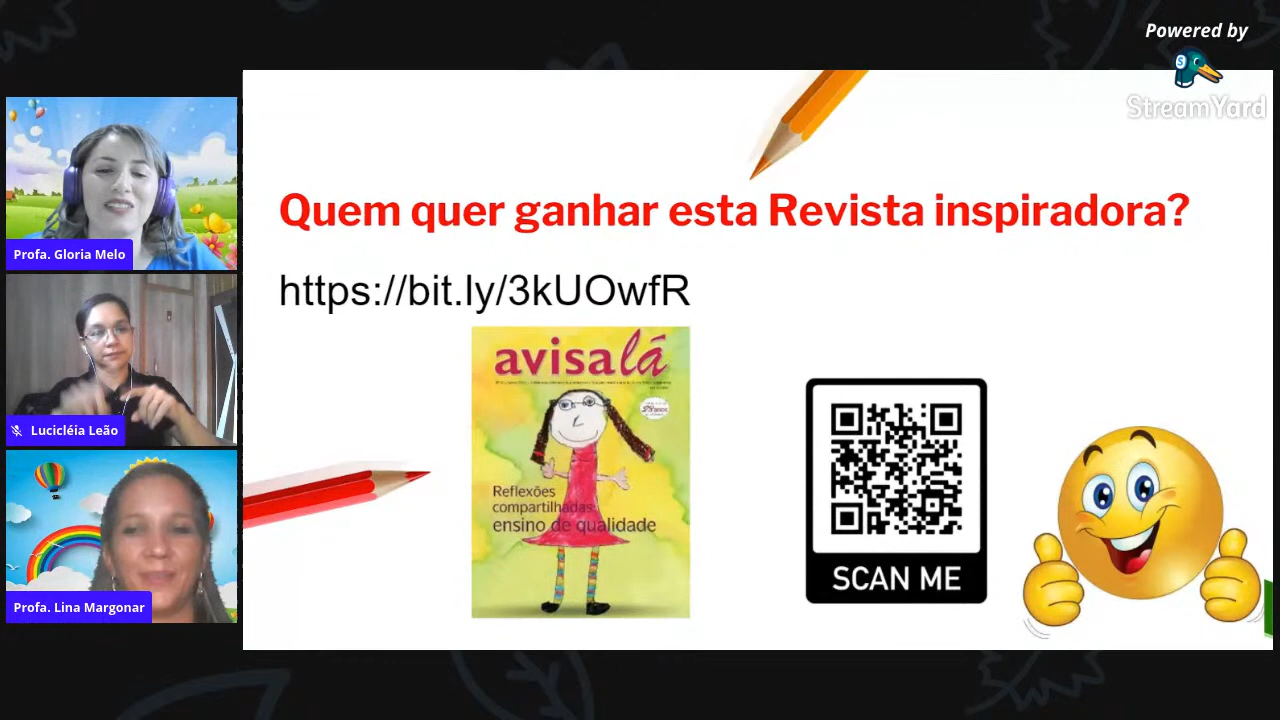 Powered by
StreamYard
Quem quer ganhar esta Revista inspiradora?
https://bit.ly/3kUOwfR
avisalá
Reflexões
compartilhadas:
ensino de qualidade
SCAN ME
Profa. Gloria Melo
Lucicléia Leão
Profa. Lina Margonar